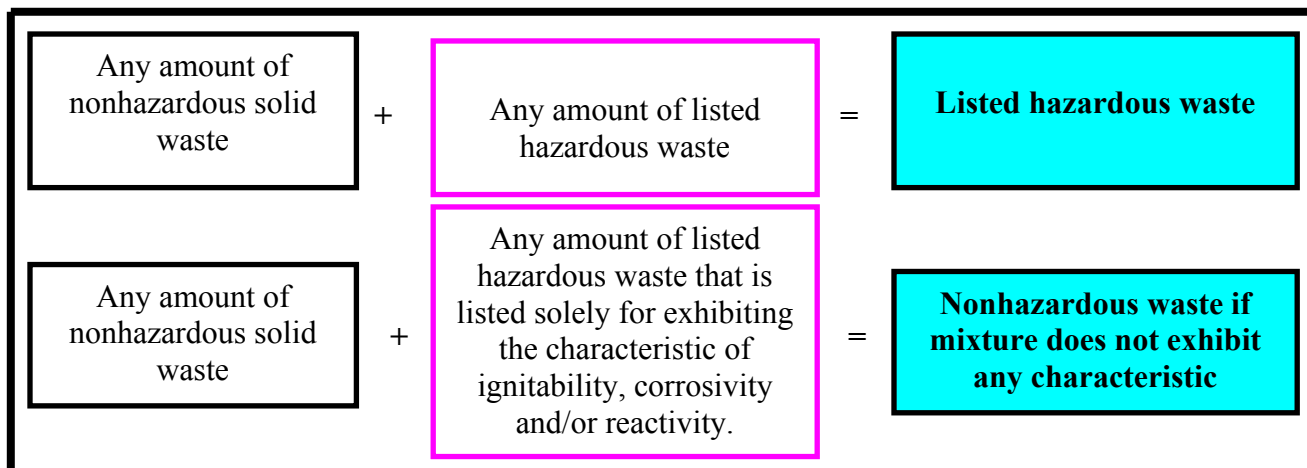 Any amount of
nonhazardous solid
waste
+
Any amount of listed
hazardous waste
=
Listed hazardous waste
Any amount of
nonhazardous solid
waste
+
Any amount of listed
hazardous waste that is
listed solely for exhibiting
the characteristic of
ignitability, corrosivity
and/or reactivity.
=
Nonhazardous waste if
mixture does not exhibit
any characteristic